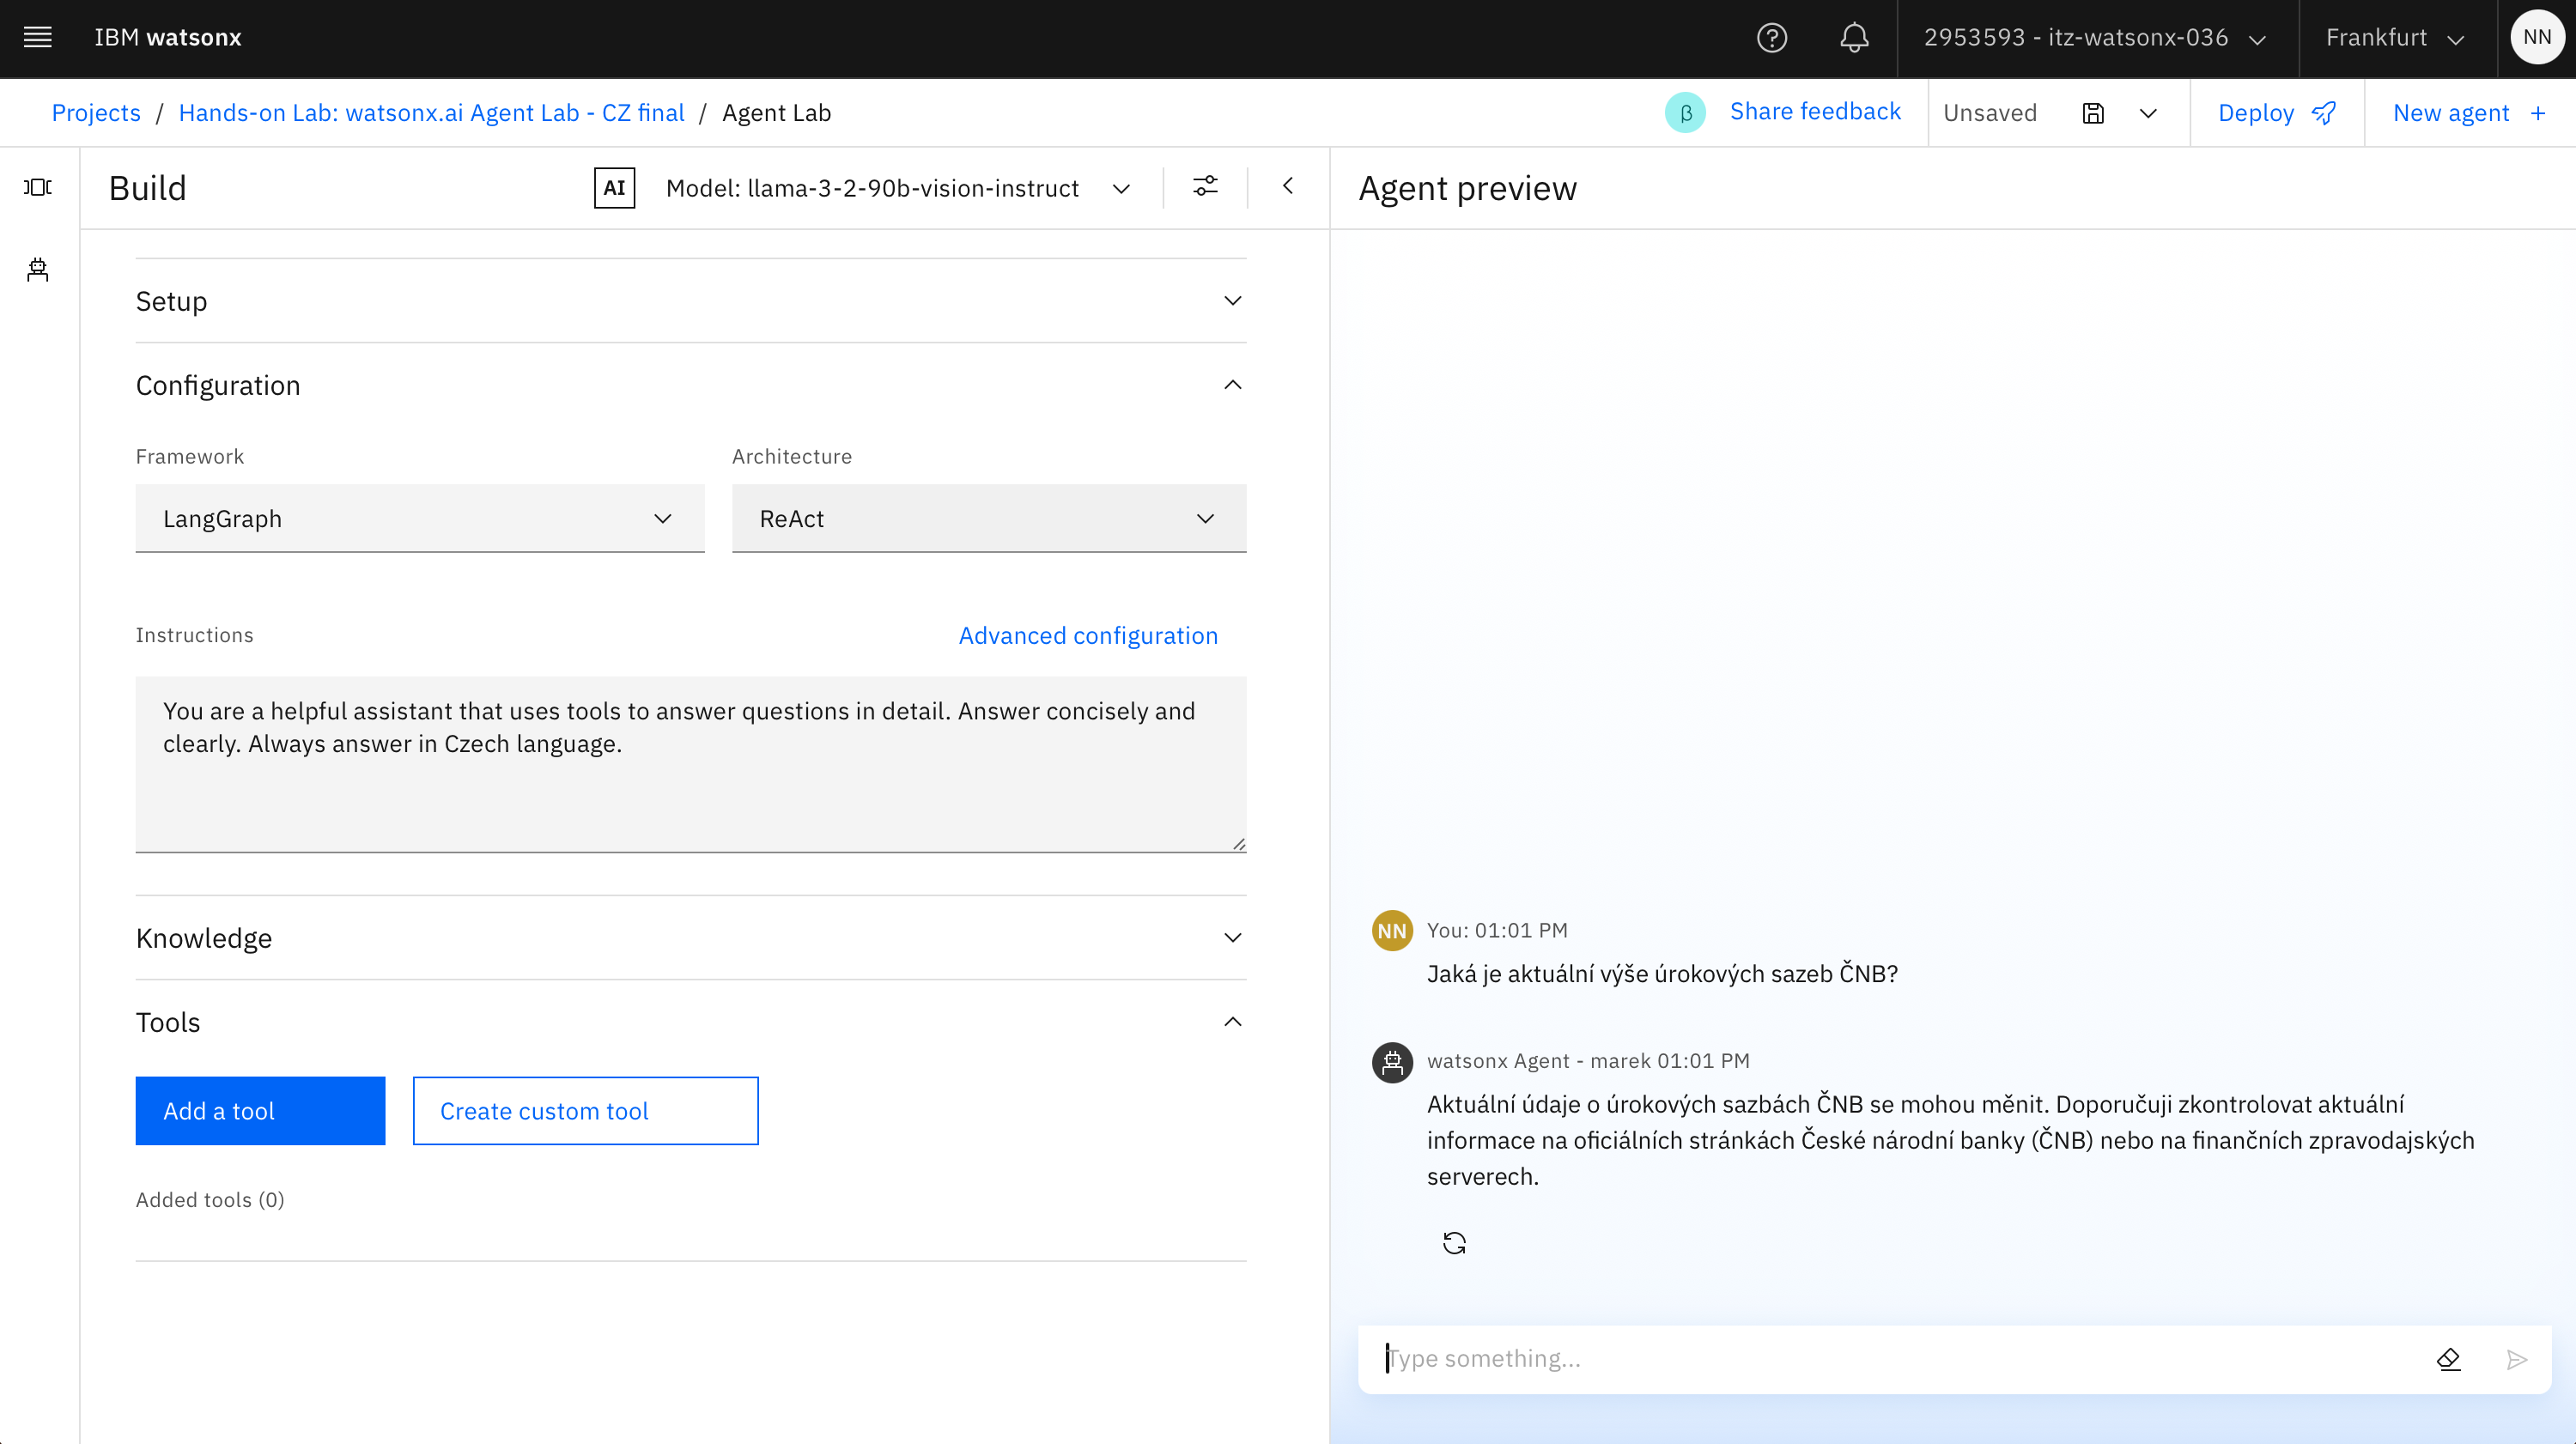 IBM watsonx
2953593 - itz-watsonx-036
Frankfurt
NN
Projects / Hands-on Lab: watsonx.ai Agent Lab - CZ final / Agent Lab
β
Share feedback
Unsaved
Deploy
New agent +
Build
AI
Model: llama-3-2-90b-vision-instruct
Agent preview
Setup
Configuration
Framework
Architecture
LangGraph
ReAct
Instructions
Advanced configuration
You are a helpful assistant that uses tools to answer questions in detail. Answer concisely and
clearly. Always answer in Czech language.
Knowledge
Tools
Add a tool
Create custom tool
Added tools (0)
NN
You: 01:01 PM
Jaká je aktuální výše úrokových sazeb ČNB?
watsonx Agent - marek 01:01 PM
Aktuální údaje o úrokových sazbách ČNB se mohou měnit. Doporučuji zkontrolovat aktuální
informace na oficiálních stránkách České národní banky (ČNB) nebo na finančních zpravodajských
serverech.
Type something...